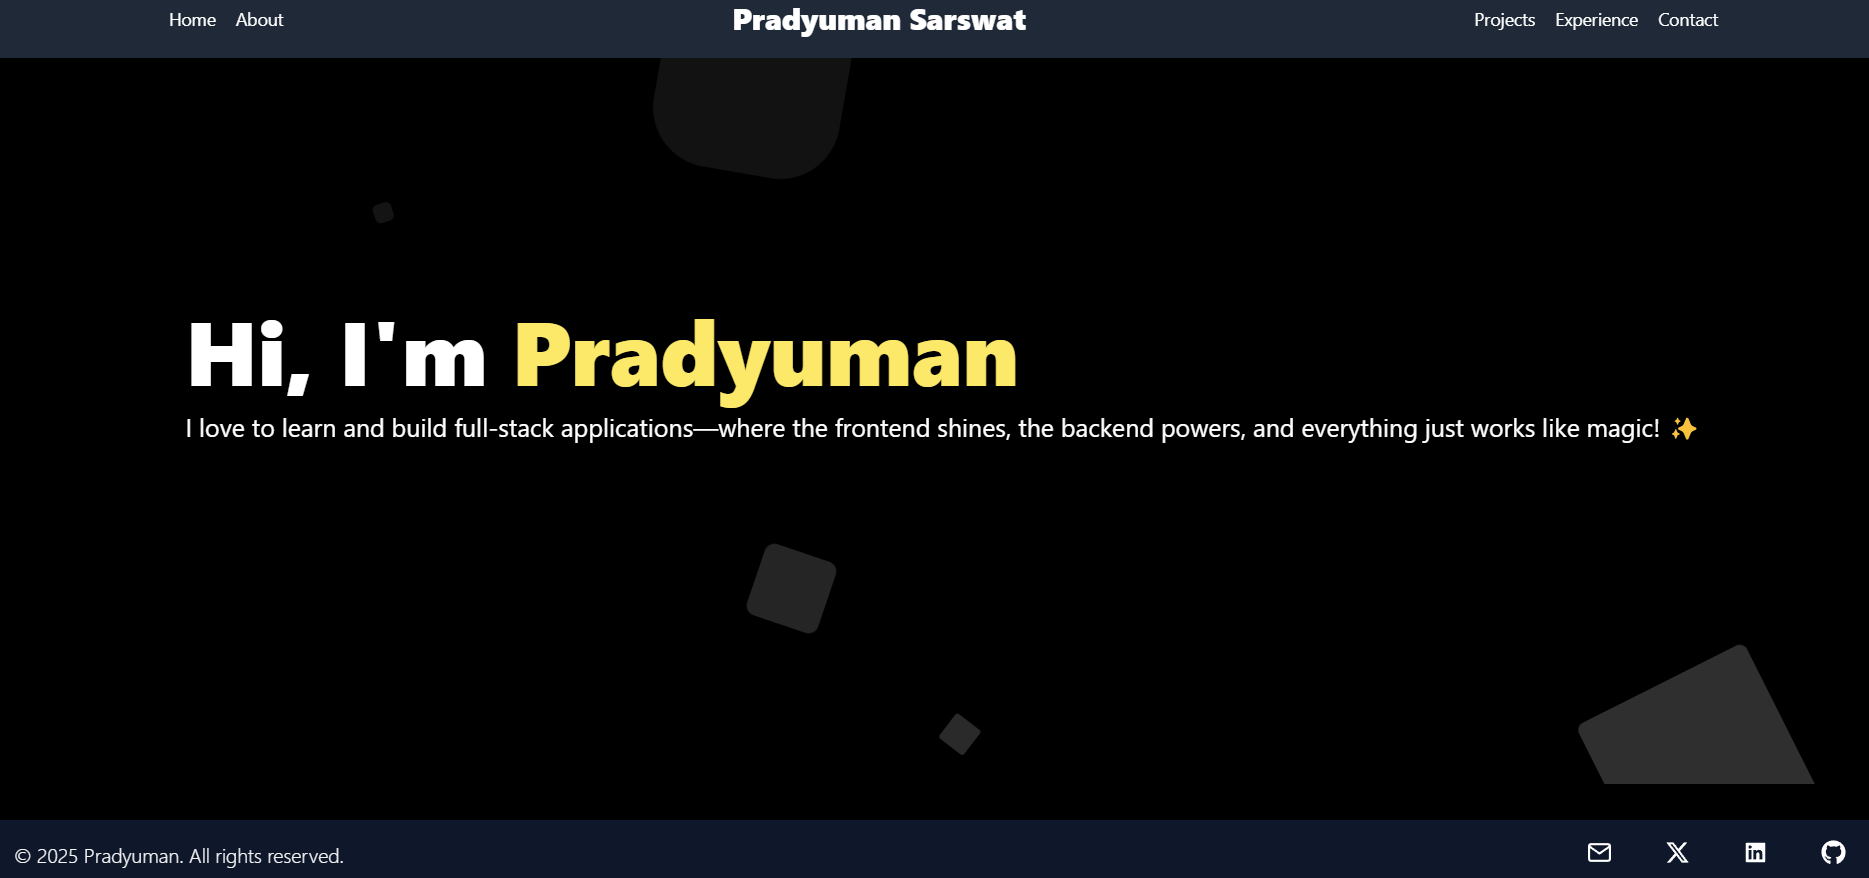 Home About Pradyuman Sarswat Projects Experience Contact
Hi, I'm Pradyuman
I love to learn and build full-stack applications—where the frontend shines, the backend powers, and everything just works like magic! ✨
© 2025 Pradyuman. All rights reserved.